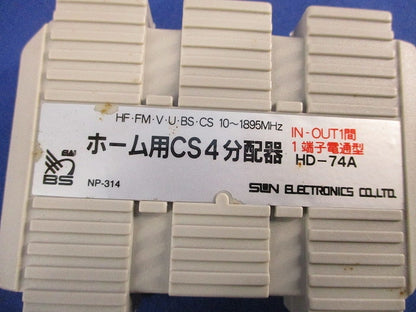 HF・FM・V・U・BS・CS 10~1895MHz
ホーム用CS4分配器
IN-OUT1間
1端子電通型
HD-74A
BS
NP-314
SUN ELECTRONICS CO.,LTD.